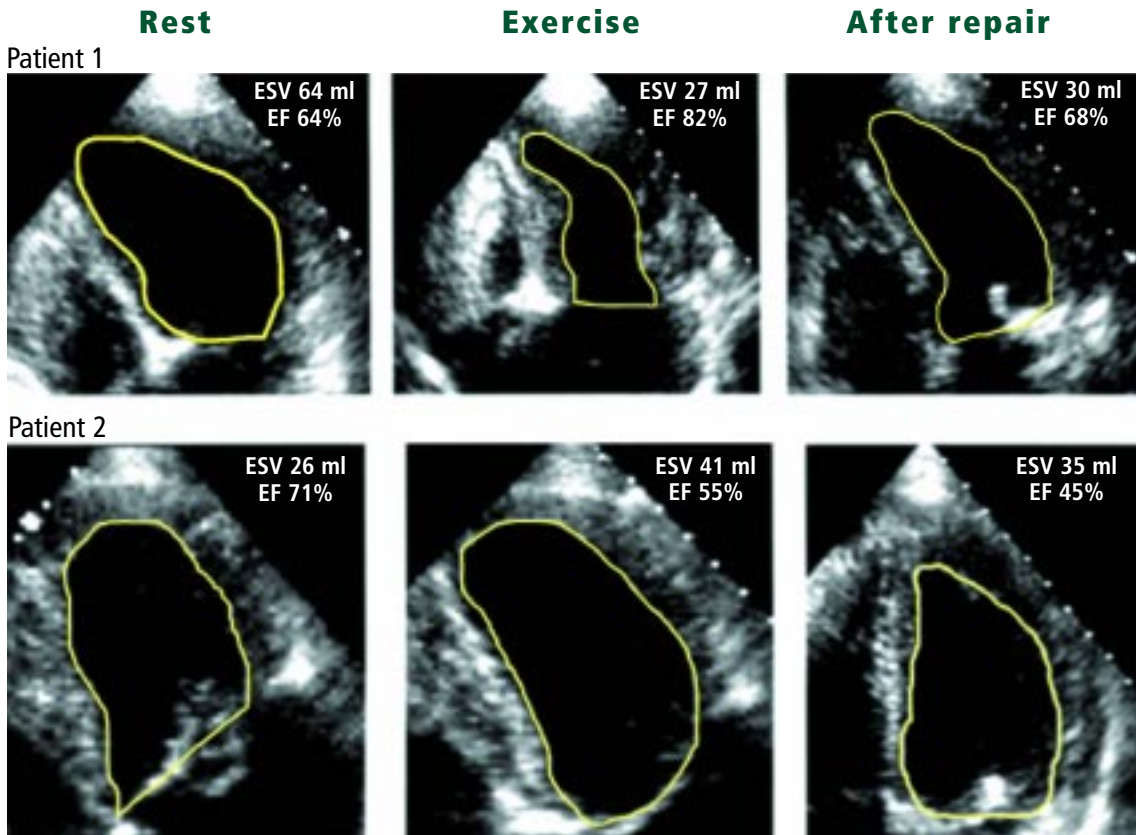 Rest Exercise After repair
Patient 1
ESV 64 ml
EF 64%
ESV 27 ml
EF 82%
ESV 30 ml
EF 68%
Patient 2
ESV 26 ml
EF 71%
ESV 41 ml
EF 55%
ESV 35 ml
EF 45%